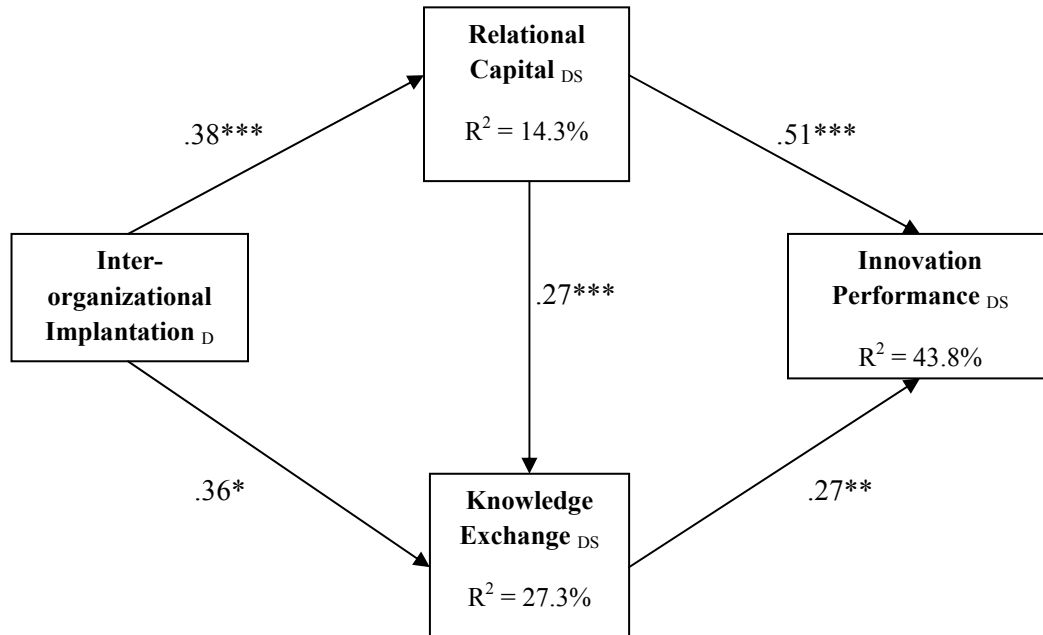 Relational
Capital DS
R² = 14.3%
.38***
.51***
Inter-
organizational
Implantation D
.27***
Innovation
Performance DS
R² = 43.8%
.36*
Knowledge
Exchange DS
R² = 27.3%
.27**